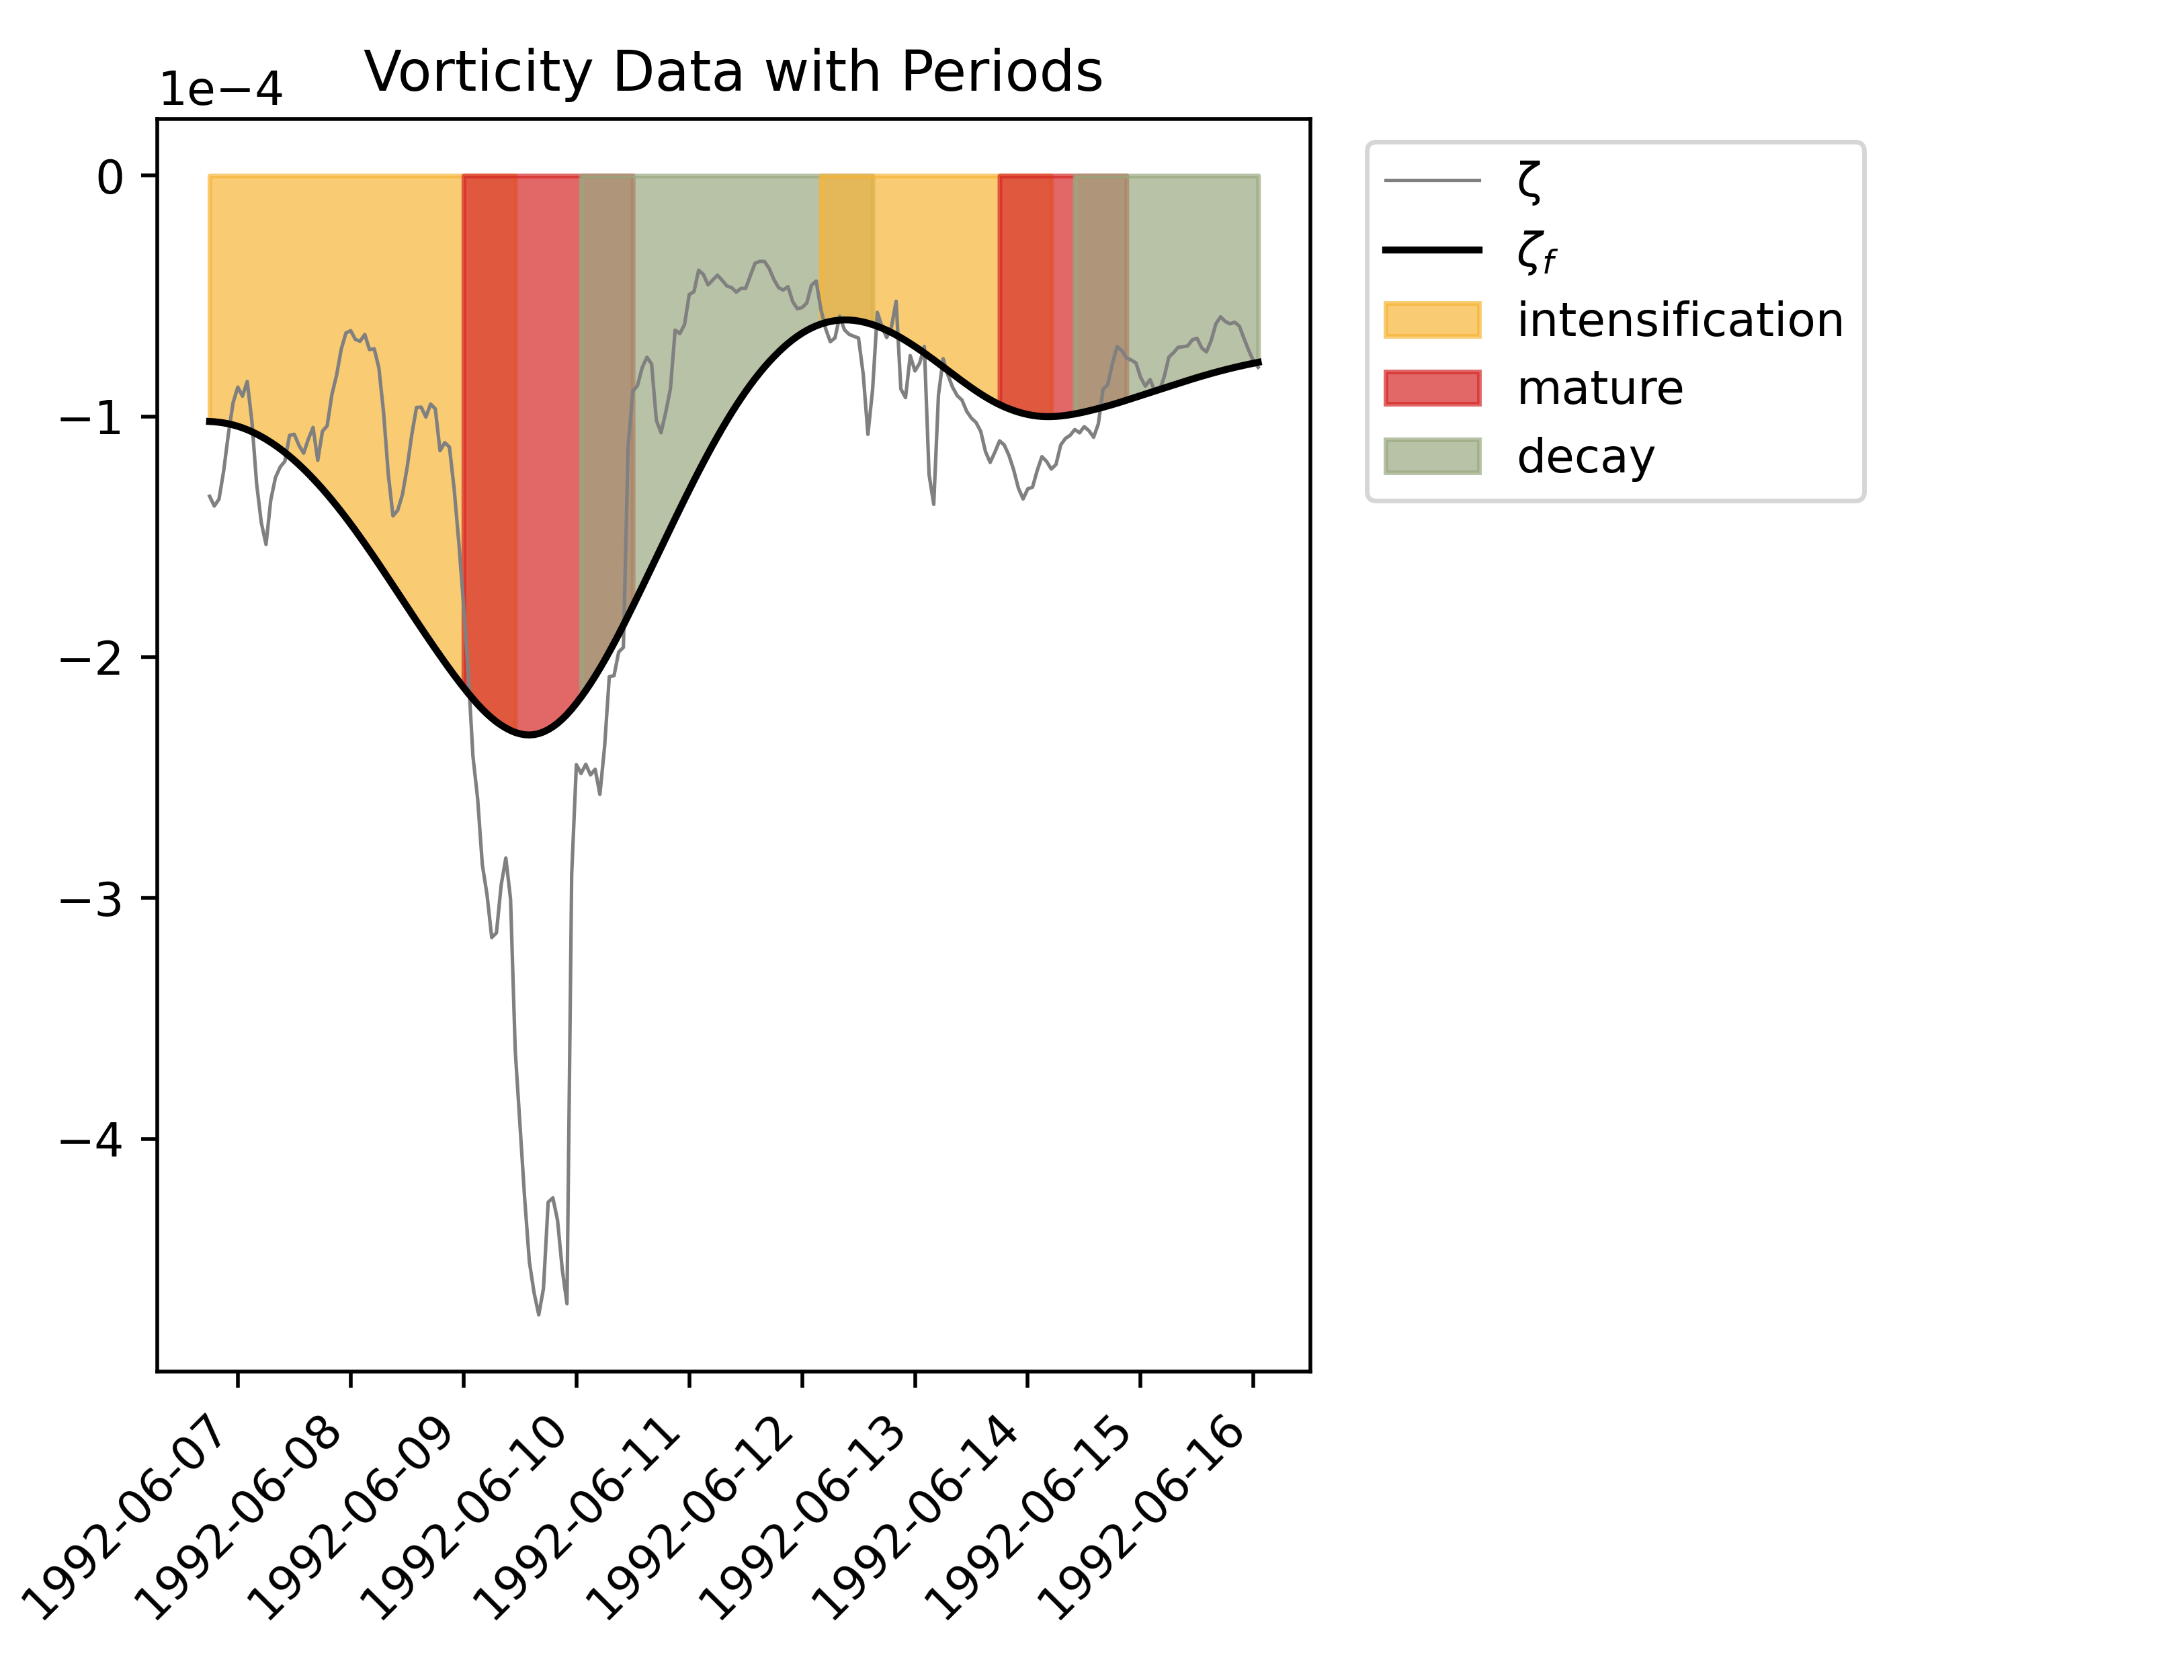 Vorticity Data with Periods
1e−4
0
−1
−2
−3
−4
1992-06-07
1992-06-08
1992-06-09
1992-06-10
1992-06-11
1992-06-12
1992-06-13
1992-06-14
1992-06-15
1992-06-16
ζ
ζf
intensification
mature
decay